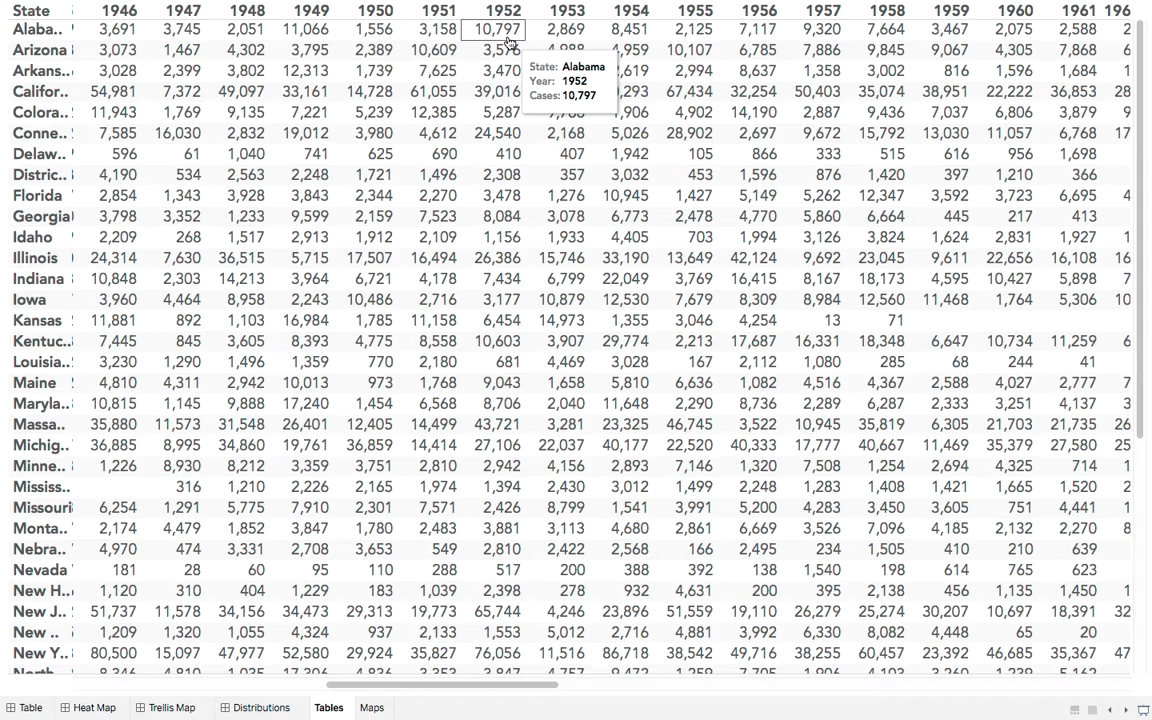 State 1946 1947 1948 1949 1950 1951 1952 1953 1954 1955 1956 1957 1958 1959 1960 1961 196
Alaba.. 3,691 3,745 2,051 11,066 1,556 3,158 10,797 2,869 8,451 2,125 7,117 9,320 7,664 3,467 2,075 2,588 2
Arizona 3,073 1,467 4,302 3,795 2,389 10,609 10,107 6,785 7,886 9,845 9,067 4,305 7,868 6
Arkans.. 3,028 2,399 3,802 12,313 1,739 7,625 3,470 2,994 8,637 1,358 3,002 816 1,596 1,684 1
Califor.. 54,981 7,372 49,097 33,161 14,728 61,055 39,016 67,434 32,254 50,403 35,074 38,951 22,222 36,853 28
Colora.. 11,943 1,769 9,135 7,221 5,239 12,385 5,287 4,902 14,190 2,887 9,436 7,037 6,806 3,879 9
State: Alabama
Year: 1952
Cases: 10,797
Conne.. 7,585 16,030 2,832 19,012 3,980 4,612 24,540 2,168 5,026 28,902 2,697 9,672 15,792 13,030 11,057 6,768 17
Delaw.. 596 61 1,040 741 625 690 410 407 1,942 105 866 333 515 616 956 1,698
Distric.. 4,190 534 2,563 2,248 1,721 1,496 2,308 357 3,032 453 1,596 876 1,420 397 1,210 366
Florida 2,854 1,343 3,928 3,843 2,344 2,270 3,478 1,276 10,945 1,427 5,149 5,262 12,347 3,592 3,723 6,695 4
Georgia 3,798 3,352 1,233 9,599 2,159 7,523 8,084 3,078 6,773 2,478 4,770 5,860 6,664 445 217 413
Idaho 2,209 268 1,517 2,913 1,912 2,109 1,156 1,933 4,405 703 1,994 3,126 3,824 1,624 2,831 1,927 1
Illinois 24,314 7,630 36,515 5,715 17,507 16,494 26,386 15,746 33,190 13,649 42,124 9,692 23,045 9,611 22,656 16,108 16
Indiana 10,848 2,303 14,213 3,964 6,721 4,178 7,434 6,799 22,049 3,769 16,415 8,167 18,173 4,595 10,427 5,898 7
Iowa 3,960 4,464 8,958 2,243 10,486 2,716 3,177 10,879 12,530 7,679 8,309 8,984 12,560 11,468 1,764 5,306 10
Kansas 11,881 892 1,103 16,984 1,785 11,158 6,454 14,973 1,355 3,046 4,254 13 71
Kentuc.. 7,445 845 3,605 8,393 4,775 8,558 10,603 3,907 29,774 2,213 17,687 16,331 18,348 6,647 10,734 11,259 6
Louisia.. 3,230 1,290 1,496 1,359 770 2,180 681 4,469 3,028 167 2,112 1,080 285 68 244 41
Maine 4,810 4,311 2,942 10,013 973 1,768 9,043 1,658 5,810 6,636 1,082 4,516 4,367 2,588 4,027 2,777 7
Maryla.. 10,815 1,145 9,888 17,240 1,454 6,568 8,706 2,040 11,648 2,290 8,736 2,289 6,287 2,333 3,251 4,137 3
Massa.. 35,880 11,573 31,548 26,401 12,405 14,499 43,721 3,281 23,325 46,745 3,522 10,945 35,819 6,305 21,703 21,735 26
Michig.. 36,885 8,995 34,860 19,761 36,859 14,414 27,106 22,037 40,177 22,520 40,333 17,777 40,667 11,469 35,379 27,580 25
Minne.. 1,226 8,930 8,212 3,359 3,751 2,810 2,942 4,156 2,893 7,146 1,320 7,508 1,254 2,694 4,325 714 1
Mississ.. 316 1,210 2,226 2,165 1,974 1,394 2,430 3,012 1,499 2,248 1,283 1,408 1,421 1,665 1,520 2
Missouri 6,254 1,291 5,775 7,910 2,301 7,571 2,426 8,799 1,541 3,991 5,200 4,283 3,450 3,605 751 4,441 1
Monta.. 2,174 4,479 1,852 3,847 1,780 2,483 3,881 3,113 4,680 2,861 6,669 3,526 7,096 4,185 2,132 2,270 8
Nebra.. 4,970 474 3,331 2,708 3,653 549 2,810 2,422 2,568 166 2,495 234 1,505 410 210 639
Nevada 181 28 60 95 110 288 517 200 388 392 138 1,540 198 614 765 623
New H.. 1,120 310 404 1,229 183 1,039 2,398 278 932 4,631 200 395 2,138 456 1,135 1,450 1
New J.. 51,737 11,578 34,156 34,473 29,313 19,773 65,744 4,246 23,896 51,559 19,110 26,279 25,274 30,207 10,697 18,391 32
New .. 1,209 1,320 1,055 4,324 937 2,133 1,553 5,012 2,716 4,881 3,992 6,330 8,082 4,448 65 20
New Y.. 80,500 15,097 47,977 52,580 29,924 35,827 76,056 11,516 86,718 38,542 49,716 38,255 60,457 23,392 46,685 35,367 47
North
Table Heat Map Trellis Map Distributions Tables Maps